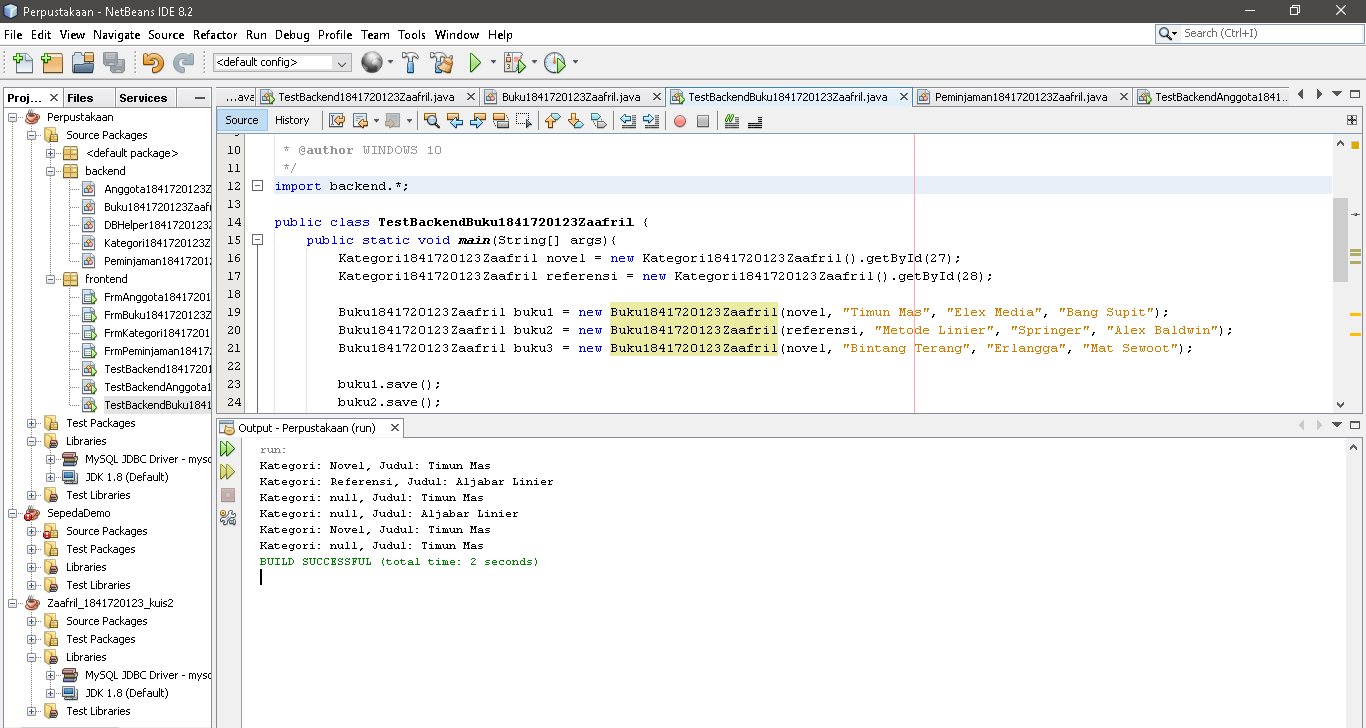 Perpustakaan - NetBeans IDE 8.2
File Edit View Navigate Source Refactor Run Debug Profile Team Tools Window Help
Search (Ctrl+I)
<default config>
Proj... Files Services
...ava TestBackend1841720123Zaafril.java Buku1841720123Zaafril.java TestBackendBuku1841720123Zaafril.java Peminjaman1841720123Zaafril.java TestBackendAnggota1841...
Source History
Perpustakaan
Source Packages
<default package>
backend
Anggota1841720123Z
Buku1841720123Zaafr
DBHelper1841720123Z
Kategori1841720123Z
Peminjaman1841720
frontend
FrmAnggota18417201
FrmBuku1841720123Z
FrmKategori18417201
FrmPeminjaman18417
TestBackend1841720
TestBackendAnggota1
TestBackendBuku1841
Test Packages
Libraries
MySQL JDBC Driver - mysq
JDK 1.8 (Default)
Test Libraries
SepedaDemo
Source Packages
Test Packages
Libraries
Test Libraries
Zaafril_1841720123_kuis2
Source Packages
Test Packages
Libraries
MySQL JDBC Driver - mysq
JDK 1.8 (Default)
Test Libraries
10 * @author WINDOWS 10
11 */
12 import backend.*;
13
14 public class TestBackendBuku1841720123Zaafril {
15 public static void main(String[] args){
16 Kategori1841720123Zaafril novel = new Kategori1841720123Zaafril().getById(27);
17 Kategori1841720123Zaafril referensi = new Kategori1841720123Zaafril().getById(28);
18
19 Buku1841720123Zaafril buku1 = new Buku1841720123Zaafril(novel, "Timun Mas", "Elex Media", "Bang Supit");
20 Buku1841720123Zaafril buku2 = new Buku1841720123Zaafril(referensi, "Metode Linier", "Springer", "Alex Baldwin");
21 Buku1841720123Zaafril buku3 = new Buku1841720123Zaafril(novel, "Bintang Terang", "Erlangga", "Mat Sewoot");
22
23 buku1.save();
24 buku2.save();
Output - Perpustakaan (run)
run:
Kategori: Novel, Judul: Timun Mas
Kategori: Referensi, Judul: Aljabar Linier
Kategori: null, Judul: Timun Mas
Kategori: null, Judul: Aljabar Linier
Kategori: Novel, Judul: Timun Mas
Kategori: null, Judul: Timun Mas
BUILD SUCCESSFUL (total time: 2 seconds)